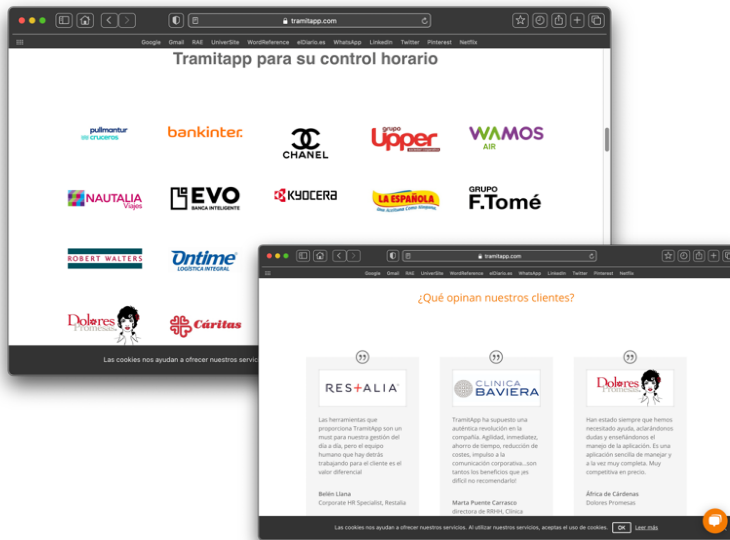 tramitapp.com
Google Gmail RAE UniverSite WordReference elDiario.es WhatsApp LinkedIn Twitter Pinterest Netflix
Tramitapp para su control horario
pullmantur
cruceros
bankinter.
CHANEL
grupo
Upper
WAMOS
AIR
NAUTALIA
Viajes
EVO
BANCA INTELIGENTE
KYOCERA
LA ESPAÑOLA
GRUPO
F.Tomé
ROBERT WALTERS
Ontime
LOGÍSTICA INTEGRAL
Dolores
Promesas
Cáritas
Las cookies nos ayudan a ofrecer nuestros servici
tramitapp.com
Google Gmail RAE UniverSite WordReference elDiario.es WhatsApp LinkedIn Twitter Pinterest Netflix
¿Qué opinan nuestros clientes?
RESTALIA
CLINICA
BAVIERA
Dolores
Promesas
Las herramientas que
proporciona TramitApp son un
must para nuestra gestión del
día a día, pero el equipo
humano que hay detrás
trabajando para el cliente es el
valor diferencial
Belén Llana
Corporate HR Specialist, Restalia
TramitApp ha supuesto una
auténtica revolución en la
compañía. Agilidad, inmediatez,
ahorro de tiempo, reducción de
costes, impulso a la
comunicación corporativa...son
tantos los beneficios que ¡es
difícil no recomendarlo!
Marta Puente Carrasco
directora de RRHH, Clínica
Han estado siempre que hemos
necesitado ayuda, aclarándonos
dudas y enseñándonos el
manejo de la aplicación. Es una
aplicación sencilla de manejar y
a la vez muy completa. Muy
competitiva en precio.
África de Cárdenas
Dolores Promesas
Las cookies nos ayudan a ofrecer nuestros servicios. Al utilizar nuestros servicios, aceptas el uso de cookies. OK Leer más